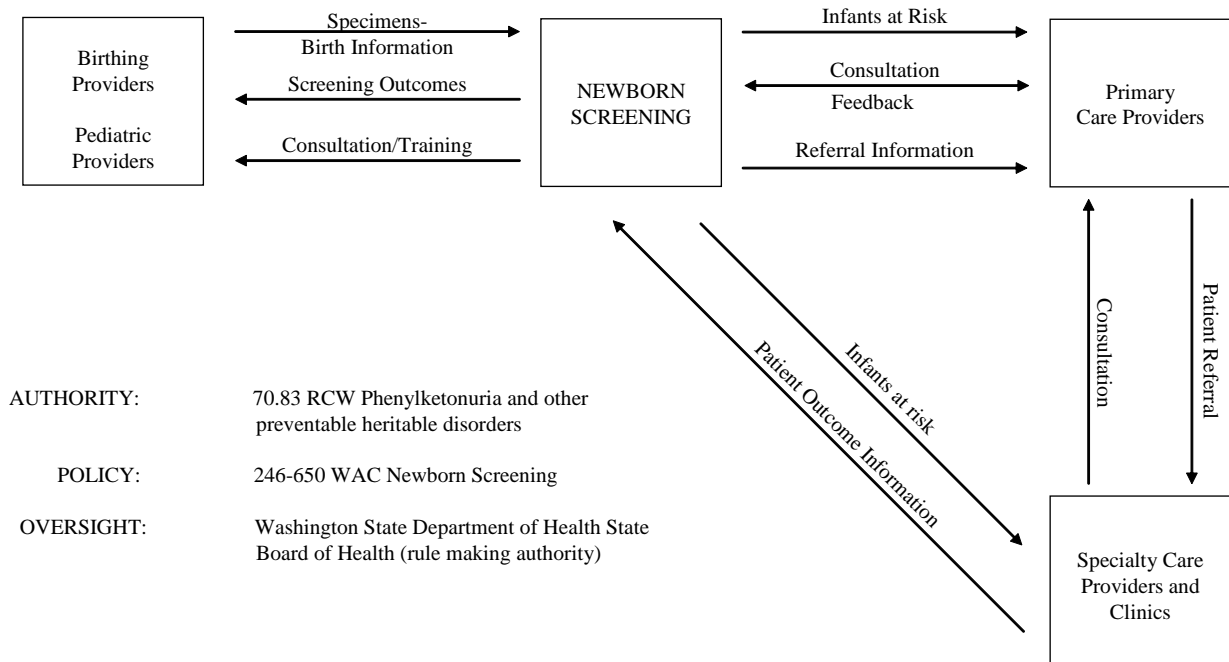 Birthing
Providers
Pediatric
Providers
Specimens-
Birth Information
Screening Outcomes
Consultation/Training
NEWBORN
SCREENING
Infants at Risk
Consultation
Feedback
Referral Information
Primary
Care Providers
Consultation
Patient Referral
Infants at risk
Patient Outcome Information
Specialty Care
Providers and
Clinics
AUTHORITY: 70.83 RCW Phenylketonuria and other
preventable heritable disorders
POLICY: 246-650 WAC Newborn Screening
OVERSIGHT: Washington State Department of Health State
Board of Health (rule making authority)